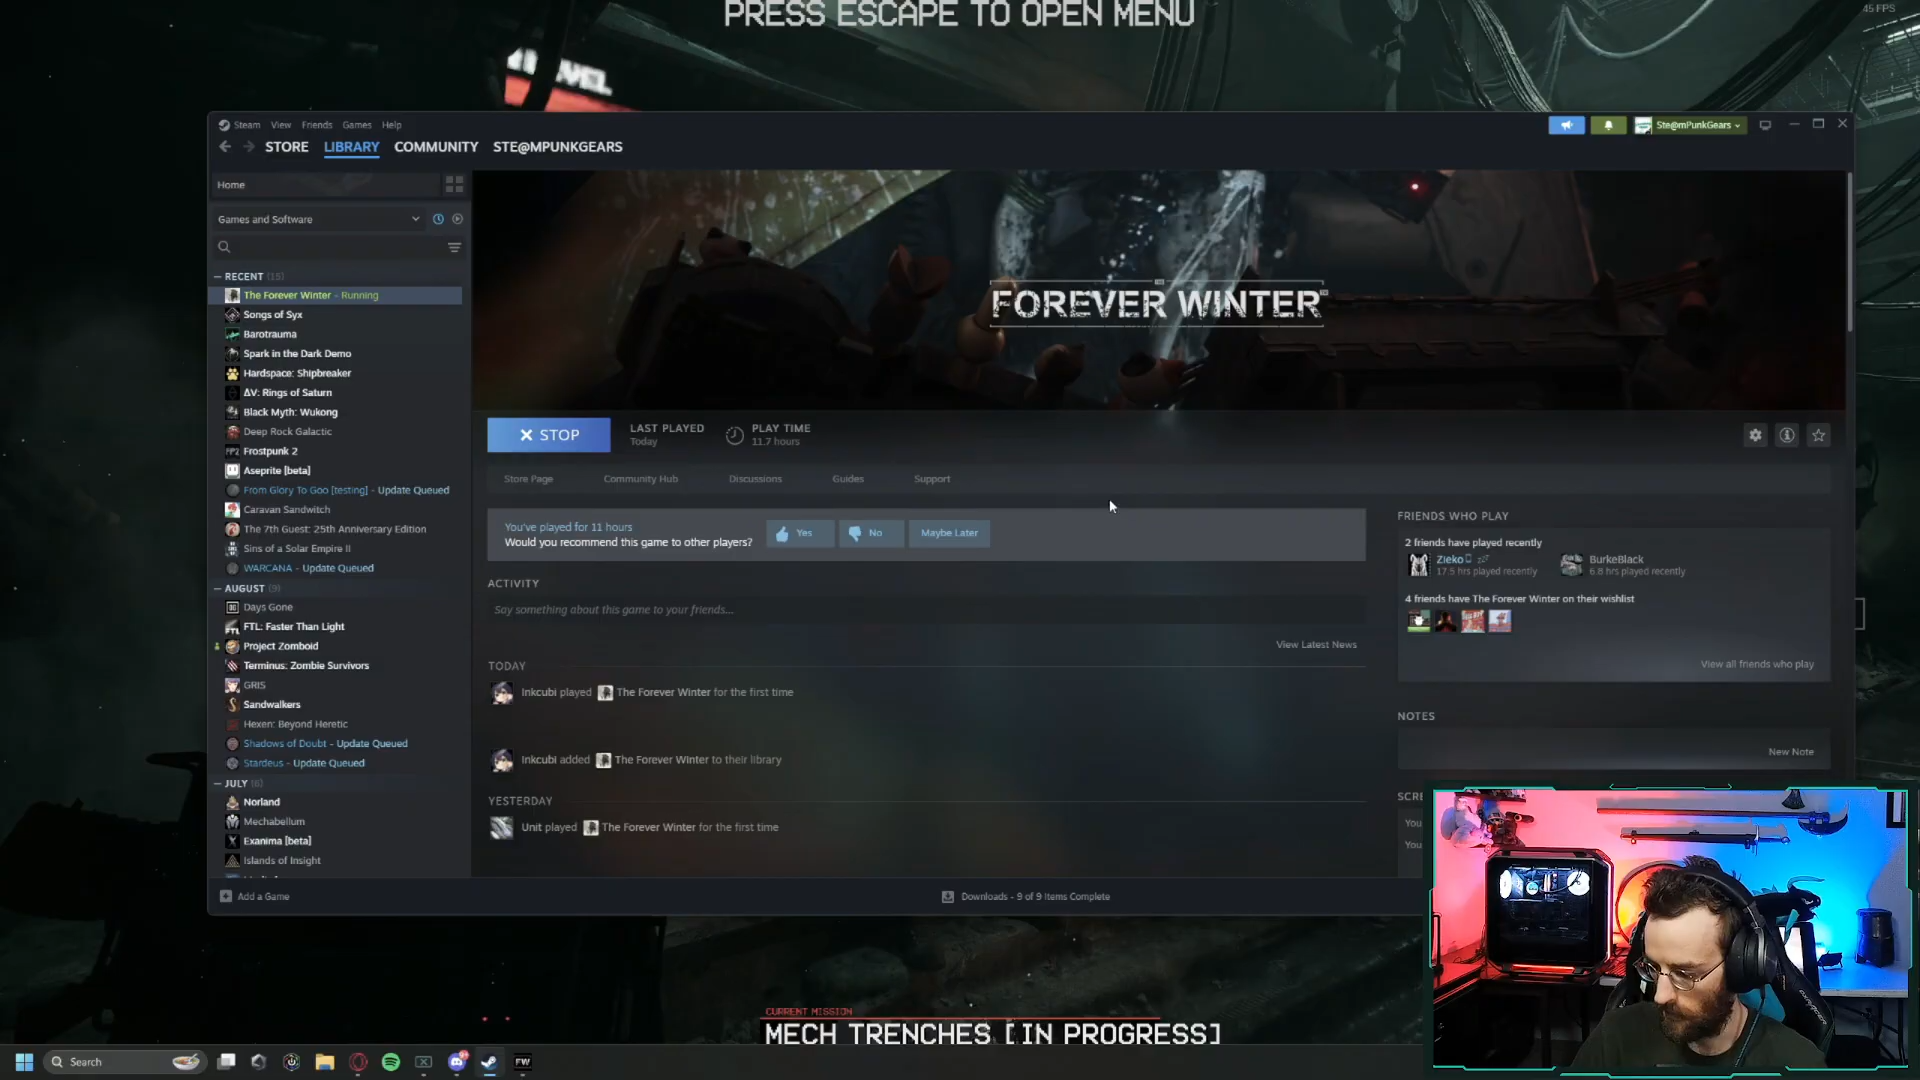 PRESS ESCAPE TO OPEN MENU
45 FPS
Steam View Friends Games Help
Ste@mPunkGears
STORE LIBRARY COMMUNITY STE@MPUNKGEARS
Home
Games and Software
RECENT (15)
The Forever Winter - Running
Songs of Syx
Barotrauma
Spark in the Dark Demo
Hardspace: Shipbreaker
ΔV: Rings of Saturn
Black Myth: Wukong
Deep Rock Galactic
Frostpunk 2
Aseprite [beta]
From Glory To Goo [testing] - Update Queued
Caravan Sandwitch
The 7th Guest: 25th Anniversary Edition
Sins of a Solar Empire II
WARCANA - Update Queued
AUGUST (9)
Days Gone
FTL: Faster Than Light
Project Zomboid
Terminus: Zombie Survivors
GRIS
Sandwalkers
Hexen: Beyond Heretic
Shadows of Doubt - Update Queued
Stardeus - Update Queued
JULY (6)
Norland
Mechabellum
Exanima [beta]
Islands of Insight
Add a Game
FOREVER WINTER
STOP
LAST PLAYED
Today
PLAY TIME
11.7 hours
Store Page Community Hub Discussions Guides Support
You've played for 11 hours
Would you recommend this game to other players?
Yes No Maybe Later
ACTIVITY
Say something about this game to your friends...
View Latest News
TODAY
Inkcubi played The Forever Winter for the first time
Inkcubi added The Forever Winter to their library
YESTERDAY
Unit played The Forever Winter for the first time
FRIENDS WHO PLAY
2 friends have played recently
Zieko
17.5 hrs played recently
BurkeBlack
6.8 hrs played recently
4 friends have The Forever Winter on their wishlist
View all friends who play
NOTES
New Note
SCRE
You
You
Downloads - 9 of 9 Items Complete
CURRENT MISSION
MECH TRENCHES [IN PROGRESS]
Search
FW